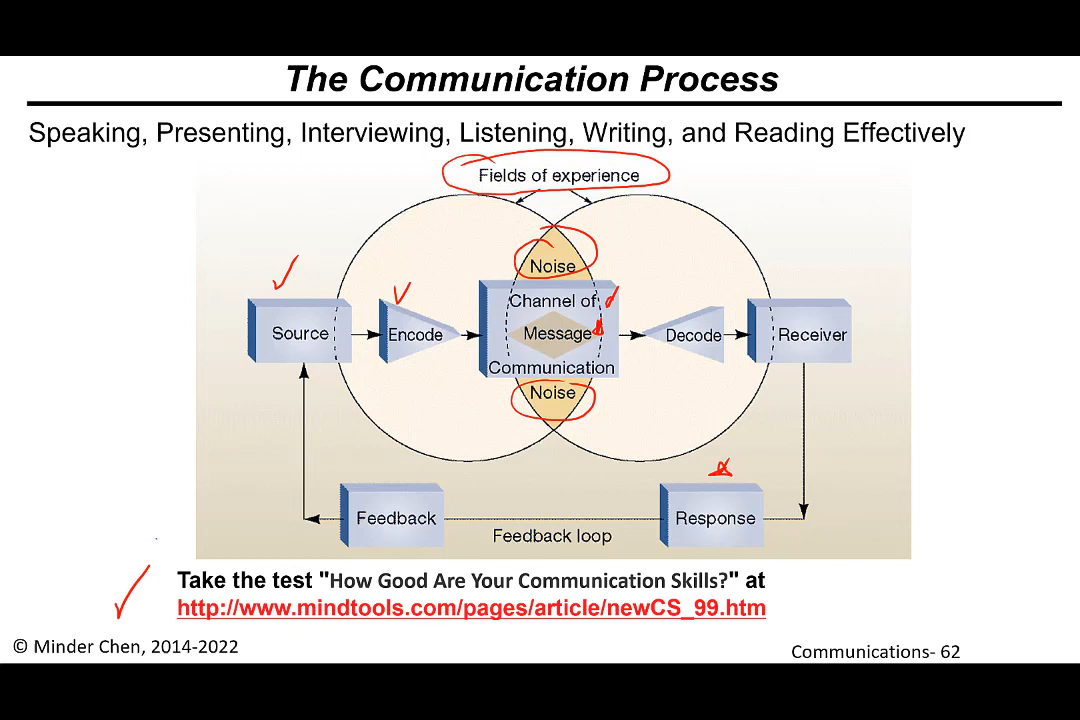 The Communication Process
Speaking, Presenting, Interviewing, Listening, Writing, and Reading Effectively
Fields of experience
Noise
Channel of
Source
Encode
Message
Decode
Receiver
Communication
Noise
Feedback
Response
Feedback loop
Take the test "How Good Are Your Communication Skills?" at
http://www.mindtools.com/pages/article/newCS_99.htm
© Minder Chen, 2014-2022
Communications- 62